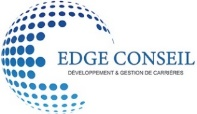 EDGE CONSEIL
DÉVELOPPEMENT & GESTION DE CARRIÈRES